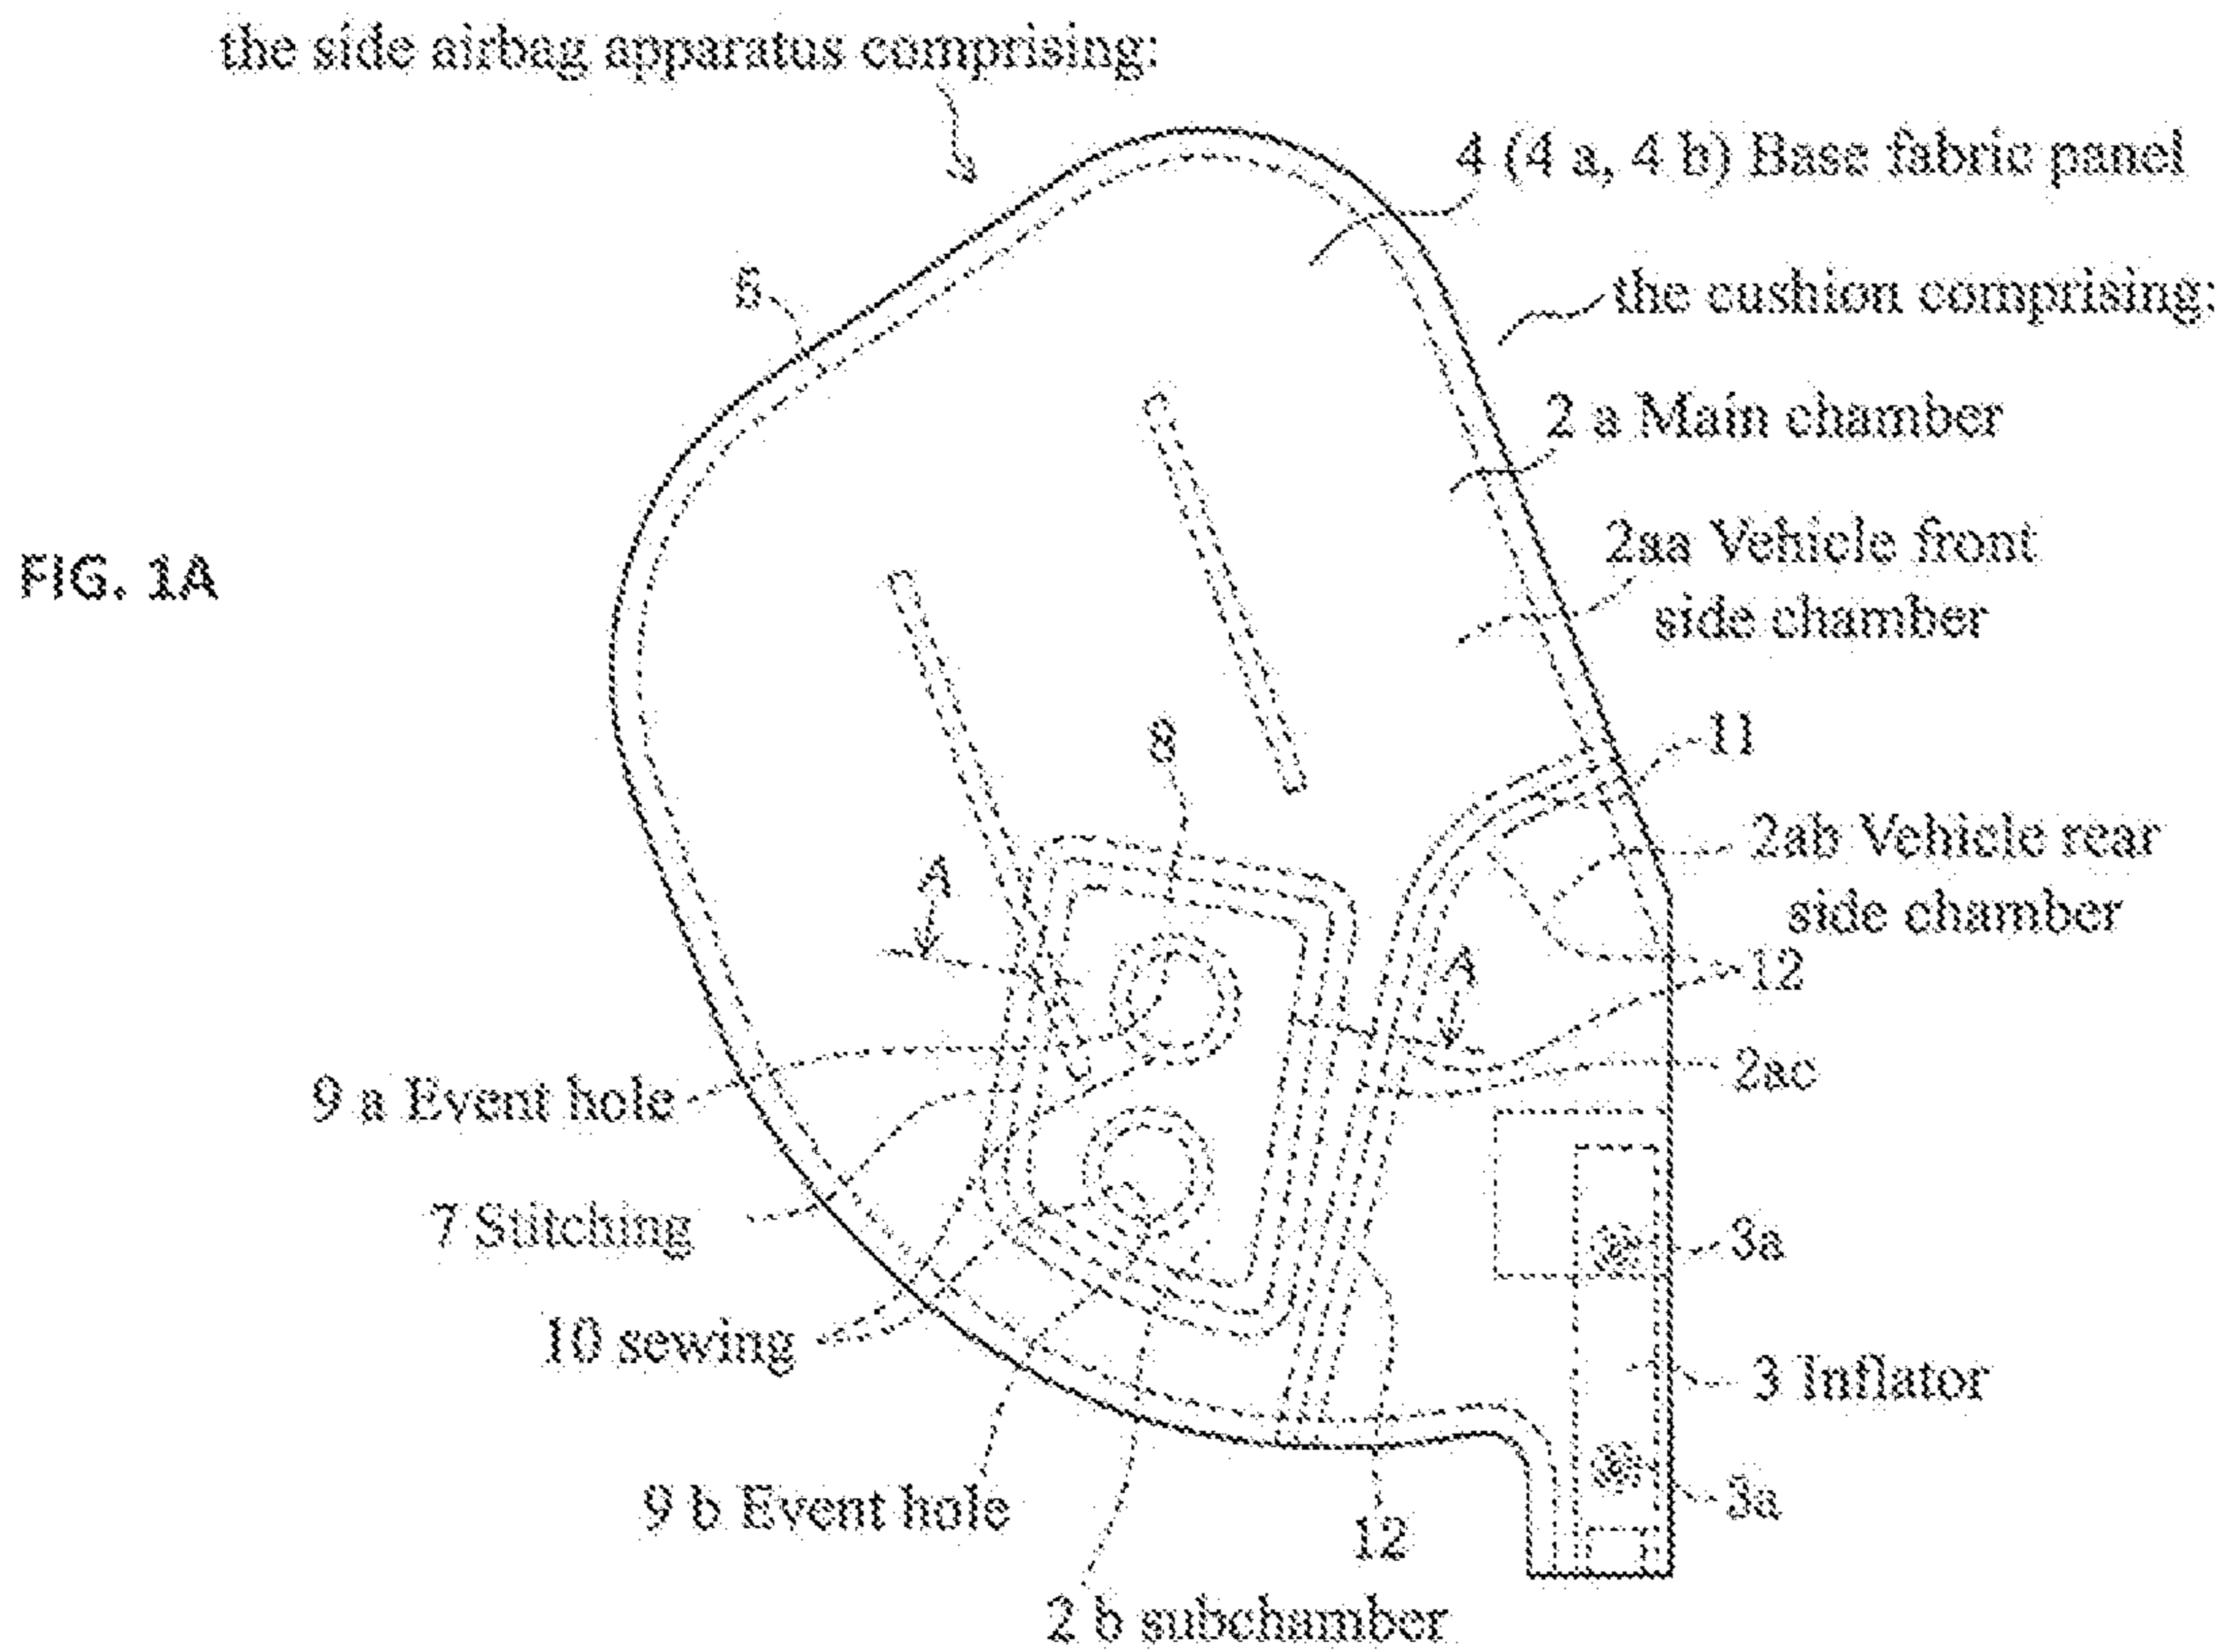 the side airbag apparatus comprising:
4 (4 a, 4 b) Base fabric panel
6
the cushion comprising:
2 a Main chamber
2aa Vehicle front
side chamber
FIG. 1A
8
11
2ab Vehicle rear
side chamber
A
A
12
2ac
9 a Event hole
7 Stitching
3a
10 sewing
3 Inflator
9 b Event hole
12
3a
2 b subchamber